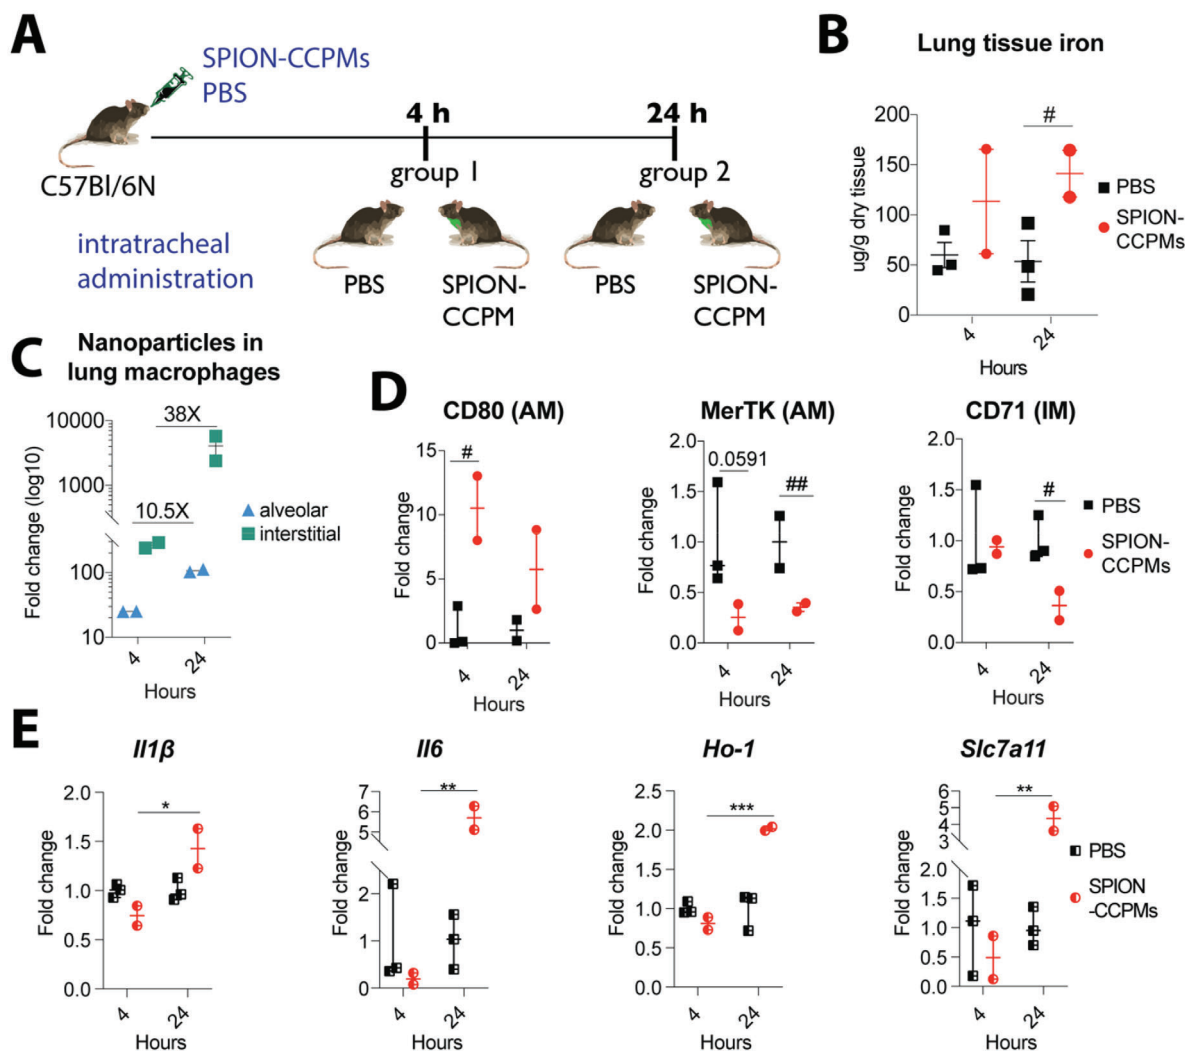 A
SPION-CCPMs
PBS
4 h
24 h
group 1
group 2
C57Bl/6N
intratracheal
administration
PBS
SPION-
CCPM
PBS
SPION-
CCPM
B
Lung tissue iron
ug/g dry tissue
200
150
100
50
0
#
4
24
Hours
PBS
SPION-
CCPMs
C
Nanoparticles in
lung macrophages
Fold change (log10)
10000
1000
100
10
38X
10.5X
4
24
Hours
alveolar
interstitial
D
CD80 (AM)
Fold change
15
10
5
0
#
4
24
Hours
MerTK (AM)
Fold change
2.0
1.5
1.0
0.5
0.0
0.0591
##
4
24
Hours
CD71 (IM)
Fold change
2.0
1.5
1.0
0.5
0.0
#
4
24
Hours
PBS
SPION-
CCPMs
E
Il1β
Fold change
2.0
1.5
1.0
0.5
0.0
*
4
24
Hours
Il6
Fold change
7
6
5
2
1
0
**
4
24
Hours
Ho-1
Fold change
2.5
2.0
1.5
1.0
0.5
0.0
***
4
24
Hours
Slc7a11
Fold change
6
5
4
3
2.0
1.5
1.0
0.5
0.0
**
4
24
Hours
PBS
SPION
-CCPMs